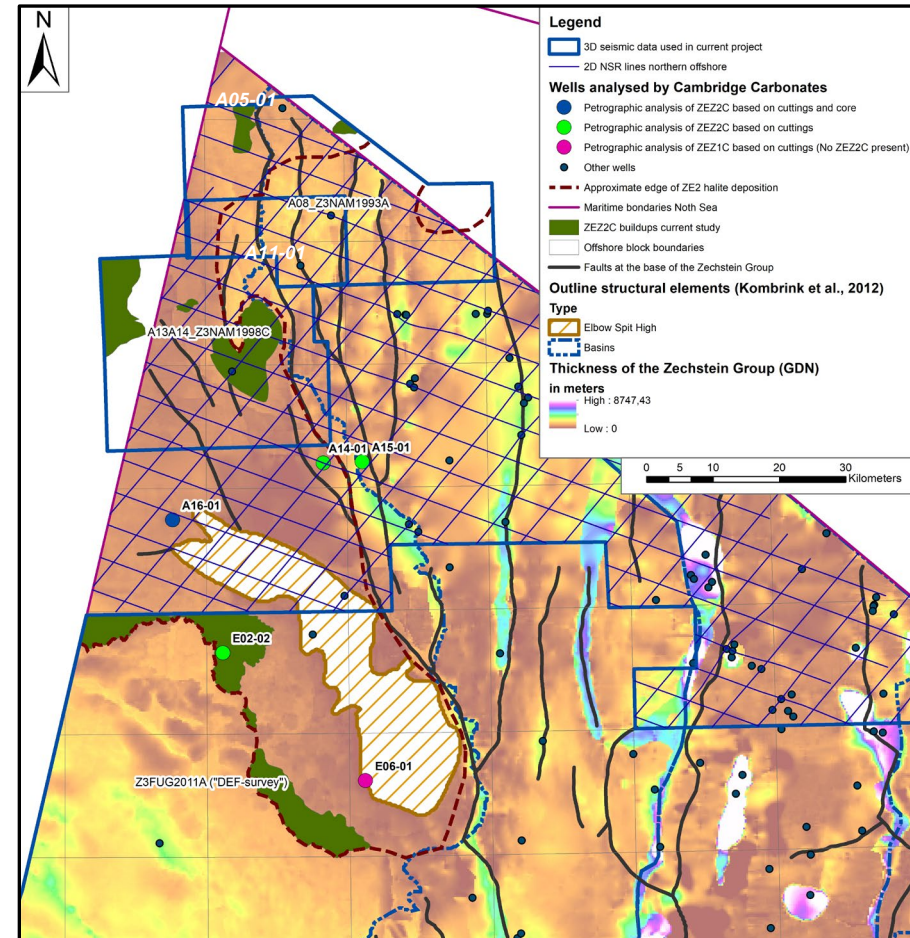 N
Legend
3D seismic data used in current project
2D NSR lines northern offshore
Wells analysed by Cambridge Carbonates
Petrographic analysis of ZEZ2C based on cuttings and core
Petrographic analysis of ZEZ2C based on cuttings
Petrographic analysis of ZEZ1C based on cuttings (No ZEZ2C present)
Other wells
Approximate edge of ZE2 halite deposition
Maritime bondaries Noth Sea
ZEZ2C buildups current study
Offshore block boundaries
Faults at the base of the Zechstein Group
Outline structural elements (Kombrink et al., 2012)
Type
Elbow Spit High
Basins
Thickness of the Zechstein Group (GDN)
in meters
High : 8747,43
Low : 0
0 5 10 20 30
Kilometers
A05-01
A08_Z3NAM1993A
A11-01
A13A14_Z3NAM1998C
A14-01
A15-01
A16-01
E02-02
E06-01
Z3FUG2011A ("DEF-survey")